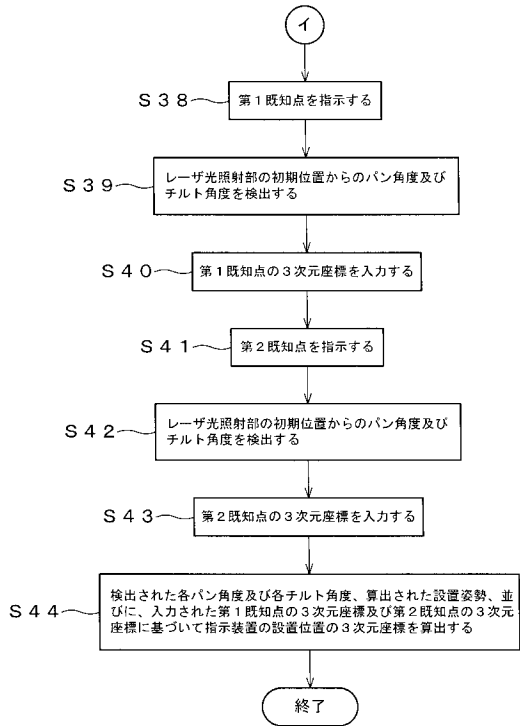 イ
S38
第1既知点を指示する
S39
レーザ光照射部の初期位置からのパン角度及び
チルト角度を検出する
S40
第1既知点の3次元座標を入力する
S41
第2既知点を指示する
S42
レーザ光照射部の初期位置からのパン角度及び
チルト角度を検出する
S43
第2既知点の3次元座標を入力する
S44
検出された各パン角度及び各チルト角度、算出された設置姿勢、並
びに、入力された第1既知点の3次元座標及び第2既知点の3次元
座標に基づいて指示装置の設置位置の3次元座標を算出する
終了